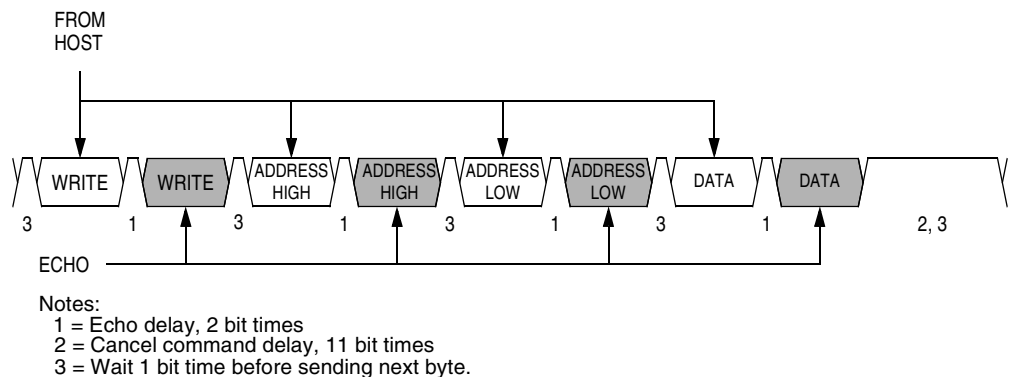 FROM
HOST
WRITE WRITE ADDRESS HIGH ADDRESS HIGH ADDRESS LOW ADDRESS LOW DATA DATA
3 1 3 1 3 1 3 1 2, 3
ECHO
Notes:
1 = Echo delay, 2 bit times
2 = Cancel command delay, 11 bit times
3 = Wait 1 bit time before sending next byte.